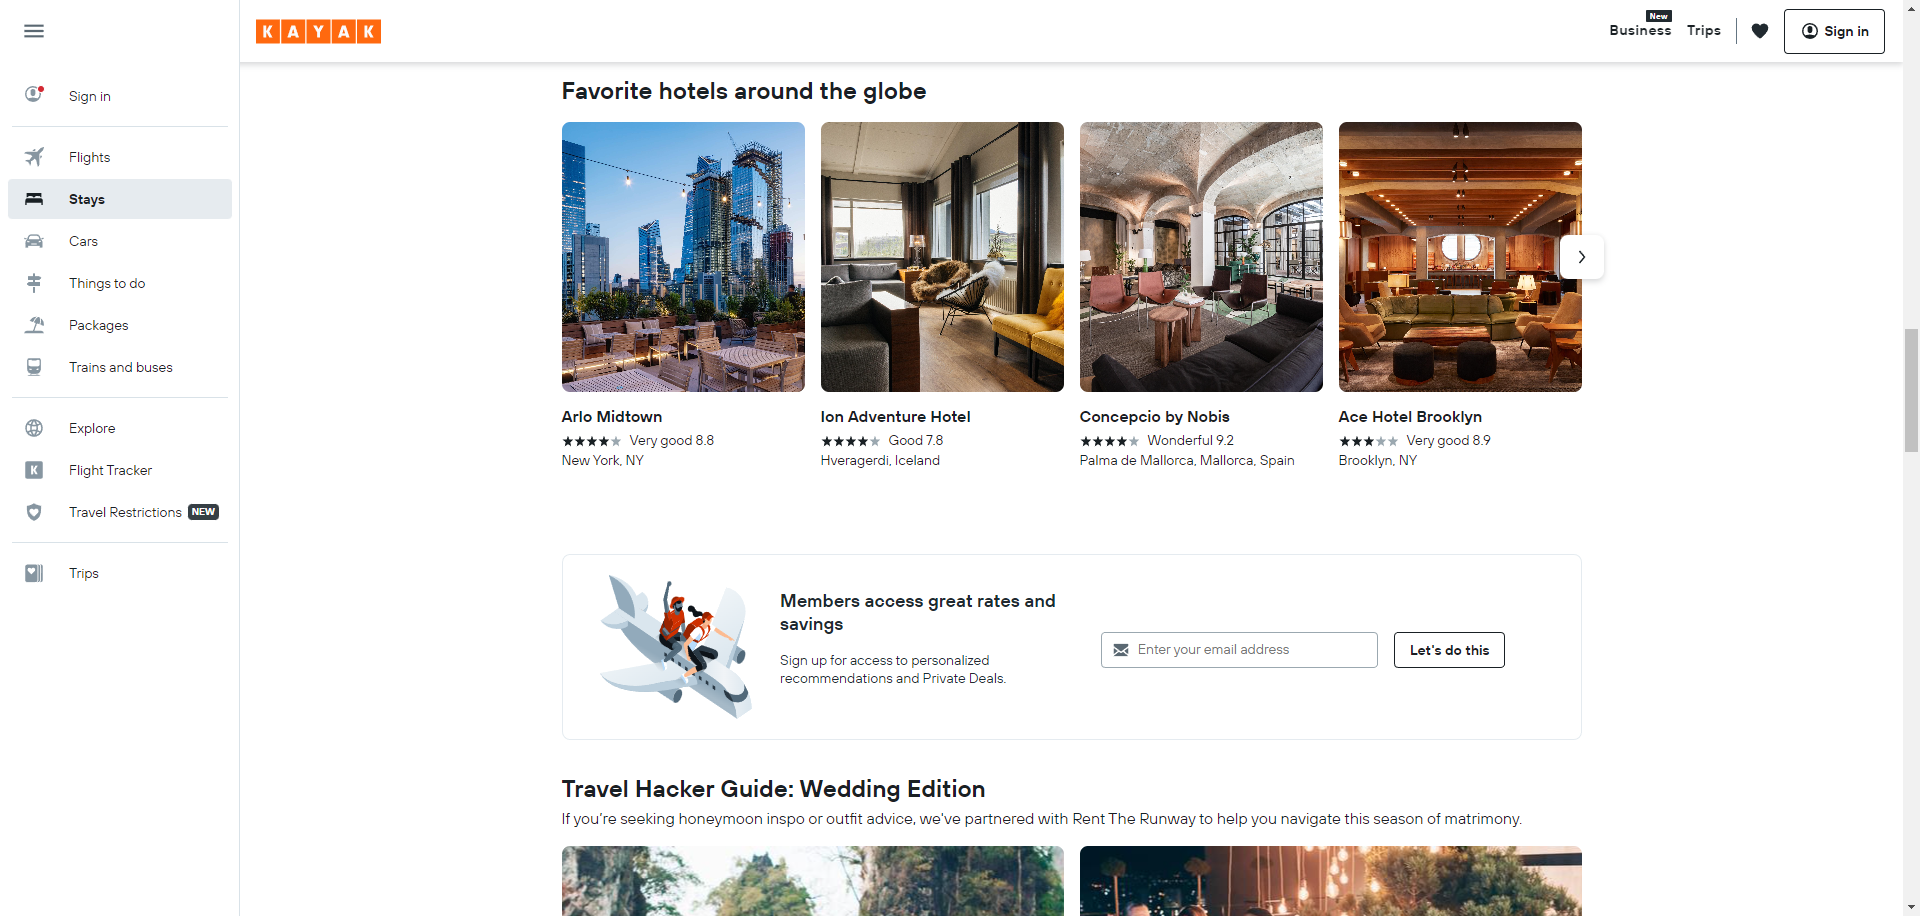 KAYAK
New
Business
Trips
Sign in
Sign in
Flights
Stays
Cars
Things to do
Packages
Trains and buses
Explore
Flight Tracker
Travel Restrictions NEW
Trips
Favorite hotels around the globe
Arlo Midtown
Very good 8.8
New York, NY
Ion Adventure Hotel
Good 7.8
Hveragerdi, Iceland
Concepcio by Nobis
Wonderful 9.2
Palma de Mallorca, Mallorca, Spain
Ace Hotel Brooklyn
Very good 8.9
Brooklyn, NY
Members access great rates and
savings
Sign up for access to personalized
recommendations and Private Deals.
Enter your email address
Let's do this
Travel Hacker Guide: Wedding Edition
If you’re seeking honeymoon inspo or outfit advice, we’ve partnered with Rent The Runway to help you navigate this season of matrimony.